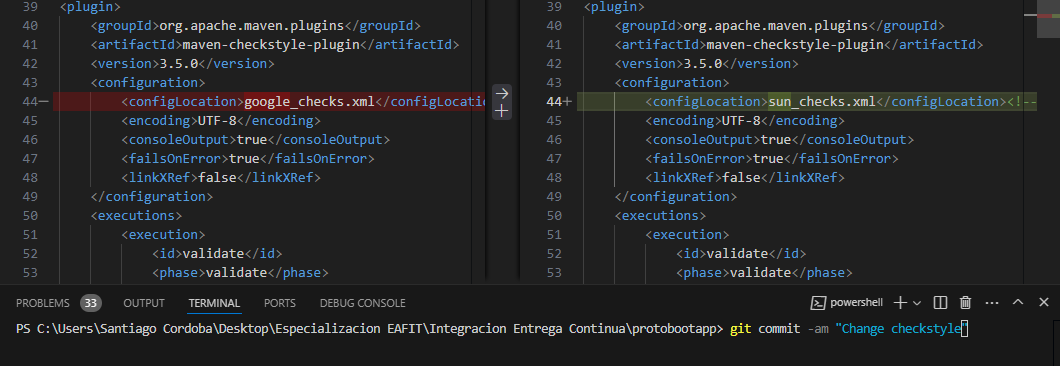 39 <plugin>
40 <groupId>org.apache.maven.plugins</groupId>
41 <artifactId>maven-checkstyle-plugin</artifactId>
42 <version>3.5.0</version>
43 <configuration>
44— <configLocation>google_checks.xml</configLocatio
45 <encoding>UTF-8</encoding>
46 <consoleOutput>true</consoleOutput>
47 <failsOnError>true</failsOnError>
48 <linkXRef>false</linkXRef>
49 </configuration>
50 <executions>
51 <execution>
52 <id>validate</id>
53 <phase>validate</phase>
39 <plugin>
40 <groupId>org.apache.maven.plugins</groupId>
41 <artifactId>maven-checkstyle-plugin</artifactId>
42 <version>3.5.0</version>
43 <configuration>
44+ <configLocation>sun_checks.xml</configLocation><!--
45 <encoding>UTF-8</encoding>
46 <consoleOutput>true</consoleOutput>
47 <failsOnError>true</failsOnError>
48 <linkXRef>false</linkXRef>
49 </configuration>
50 <executions>
51 <execution>
52 <id>validate</id>
53 <phase>validate</phase>
PROBLEMS 33 OUTPUT TERMINAL PORTS DEBUG CONSOLE powershell
PS C:\Users\Santiago Cordoba\Desktop\Especializacion EAFIT\Integracion Entrega Continua\protobootapp> git commit -am "Change checkstyle"